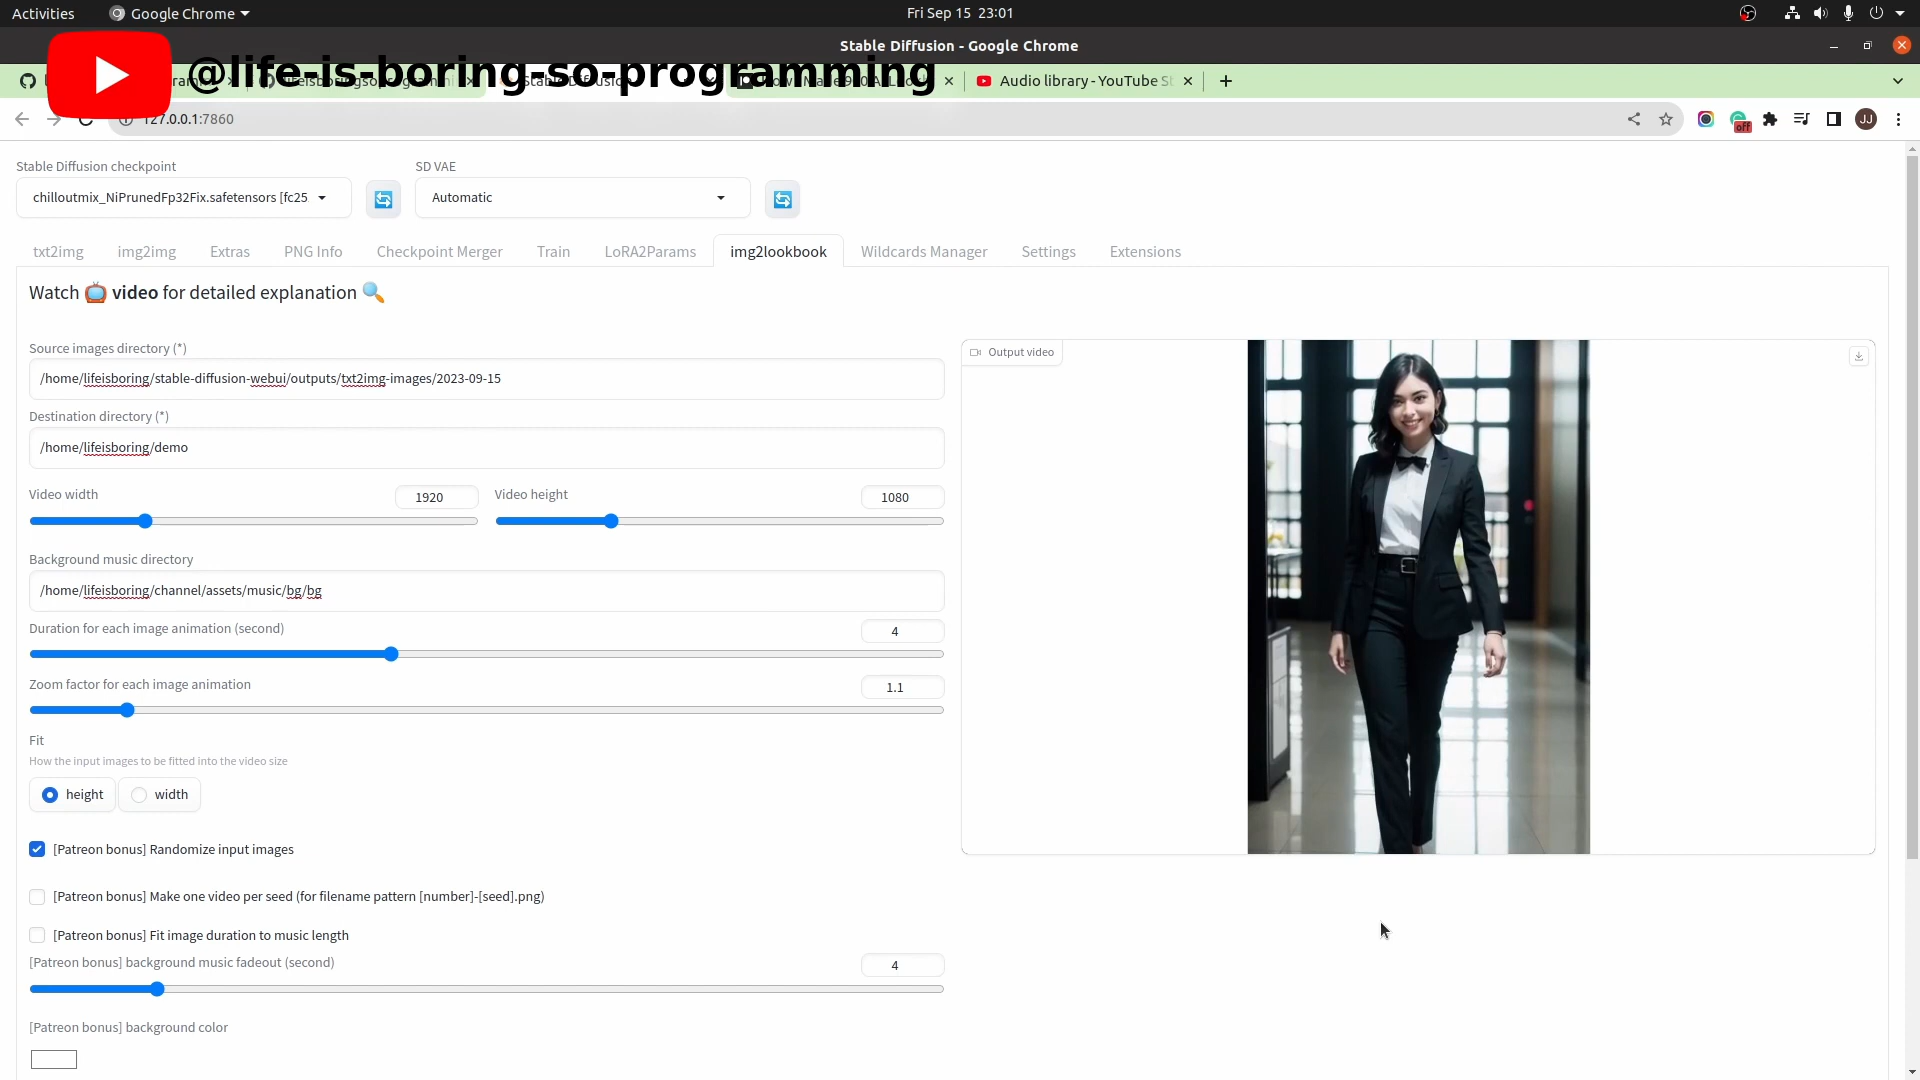 Activities Google Chrome Fri Sep 15 23:01
Stable Diffusion - Google Chrome
@life-is-boring-so-programming
Audio library - YouTube S
127.0.0.1:7860
off
JJ
Stable Diffusion checkpoint SD VAE
chilloutmix_NiPrunedFp32Fix.safetensors [fc25 Automatic
txt2img img2img Extras PNG Info Checkpoint Merger Train LoRA2Params img2lookbook Wildcards Manager Settings Extensions
Watch 📺 video for detailed explanation 🔍
Source images directory (*)
/home/lifeisboring/stable-diffusion-webui/outputs/txt2img-images/2023-09-15
Output video
Destination directory (*)
/home/lifeisboring/demo
Video width 1920 Video height 1080
Background music directory
/home/lifeisboring/channel/assets/music/bg/bg
Duration for each image animation (second) 4
Zoom factor for each image animation 1.1
Fit
How the input images to be fitted into the video size
height width
[Patreon bonus] Randomize input images
[Patreon bonus] Make one video per seed (for filename pattern [number]-[seed].png)
[Patreon bonus] Fit image duration to music length
[Patreon bonus] background music fadeout (second) 4
[Patreon bonus] background color